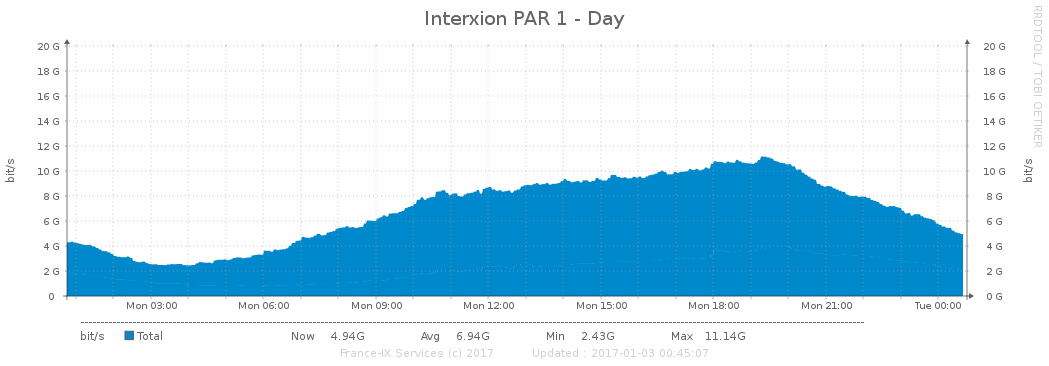 Interxion PAR 1 - Day
RRDTOOL / TOBI OETIKER
20 G 20 G
18 G 18 G
16 G 16 G
14 G 14 G
12 G 12 G
10 G 10 G
8 G 8 G
6 G 6 G
4 G 4 G
2 G 2 G
0 0 G
bit/s bit/s
Mon 03:00 Mon 06:00 Mon 09:00 Mon 12:00 Mon 15:00 Mon 18:00 Mon 21:00 Tue 00:00
bit/s Total Now 4.94G Avg 6.94G Min 2.43G Max 11.14G
France-IX Services (c) 2017 Updated : 2017-01-03 00:45:07